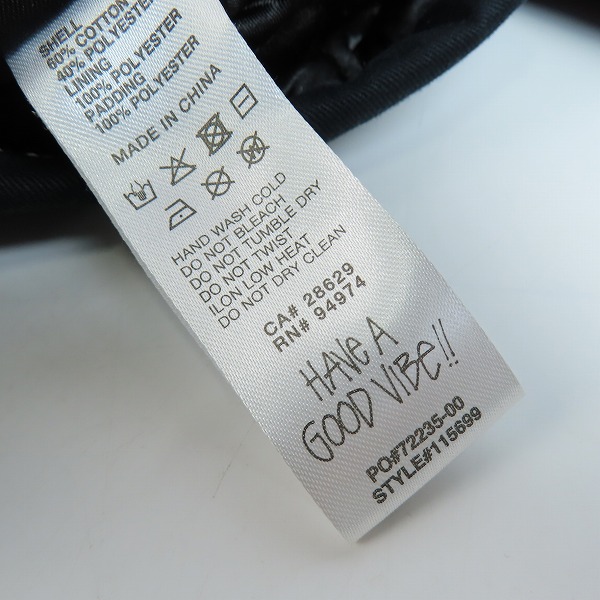 SHELL
60% COTTON
40% POLYESTER
LINING
100% POLYESTER
PADDING
100% POLYESTER
MADE IN CHINA
HAND WASH COLD
DO NOT BLEACH
DO NOT TUMBLE DRY
DO NOT TWIST
ILON LOW HEAT
DO NOT DRY CLEAN
CA# 28629
RN# 94974
HAVE A
GOOD VIBE!!
PO#72235-00
STYLE#115699